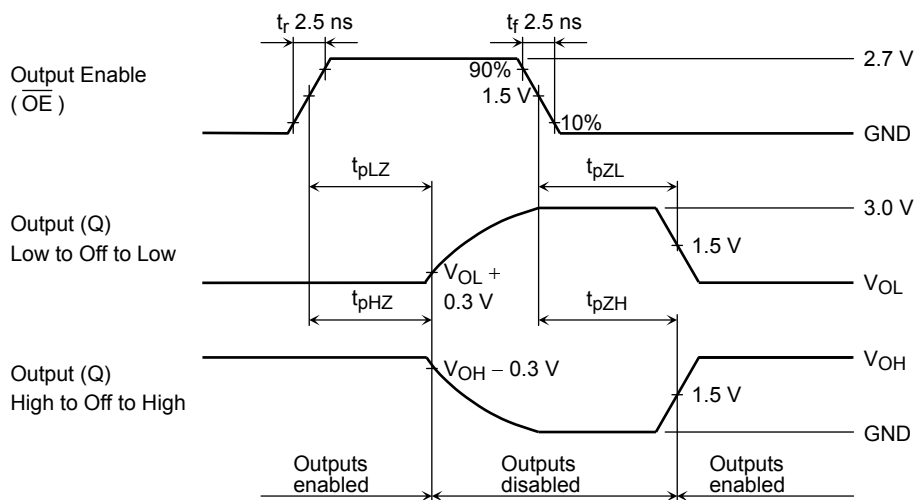 tr 2.5 ns
tf 2.5 ns
Output Enable
( OE )
90%
1.5 V
10%
2.7 V
GND
tpLZ
tpZL
Output (Q)
Low to Off to Low
3.0 V
1.5 V
VOL +
0.3 V
VOL
tpHZ
tpZH
Output (Q)
High to Off to High
VOH − 0.3 V
VOH
1.5 V
GND
Outputs
enabled
Outputs
disabled
Outputs
enabled